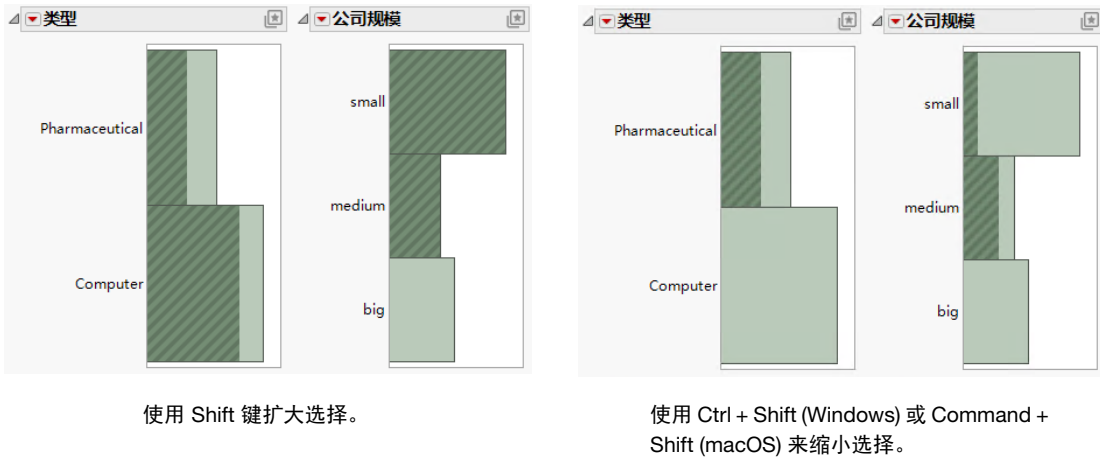 类型
公司规模
Pharmaceutical
Computer
small
medium
big
使用 Shift 键扩大选择。
类型
公司规模
Pharmaceutical
Computer
small
medium
big
使用 Ctrl + Shift (Windows) 或 Command +
Shift (macOS) 来缩小选择。